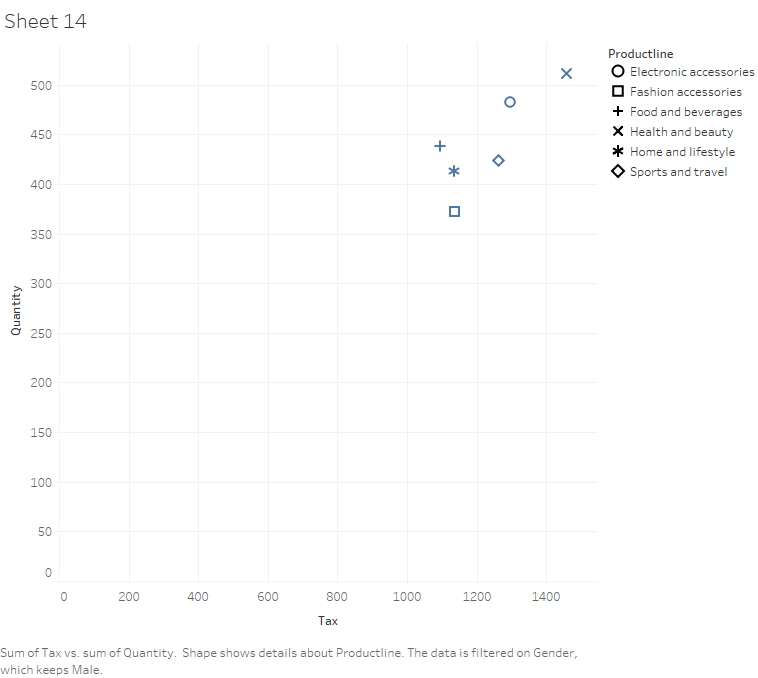 Sheet 14
Productline
Electronic accessories
Fashion accessories
Food and beverages
Health and beauty
Home and lifestyle
Sports and travel
Quantity
500
450
400
350
300
250
200
150
100
50
0
0 200 400 600 800 1000 1200 1400
Tax
Sum of Tax vs. sum of Quantity. Shape shows details about Productline. The data is filtered on Gender,
which keeps Male.